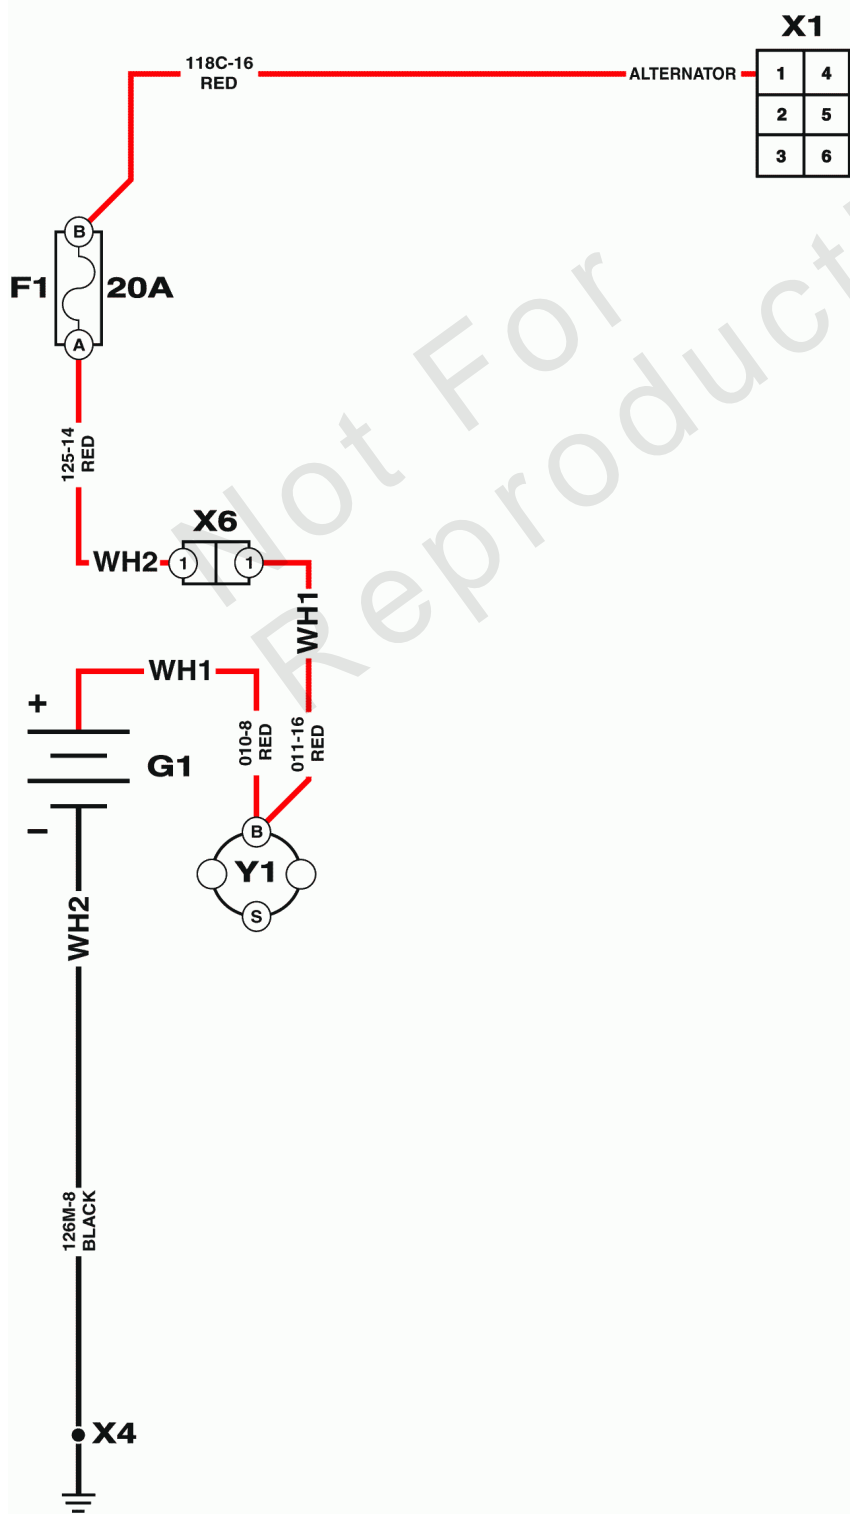 X1
118C-16
RED
ALTERNATOR
1 4
2 5
3 6
B
F1 20A
A
125-14
RED
X6
WH2 1 1
WH1
WH1
+
010-8
RED
011-16
RED
G1
B
–
Y1
S
WH2
126M-8
BLACK
X4
Not For
Reproduct